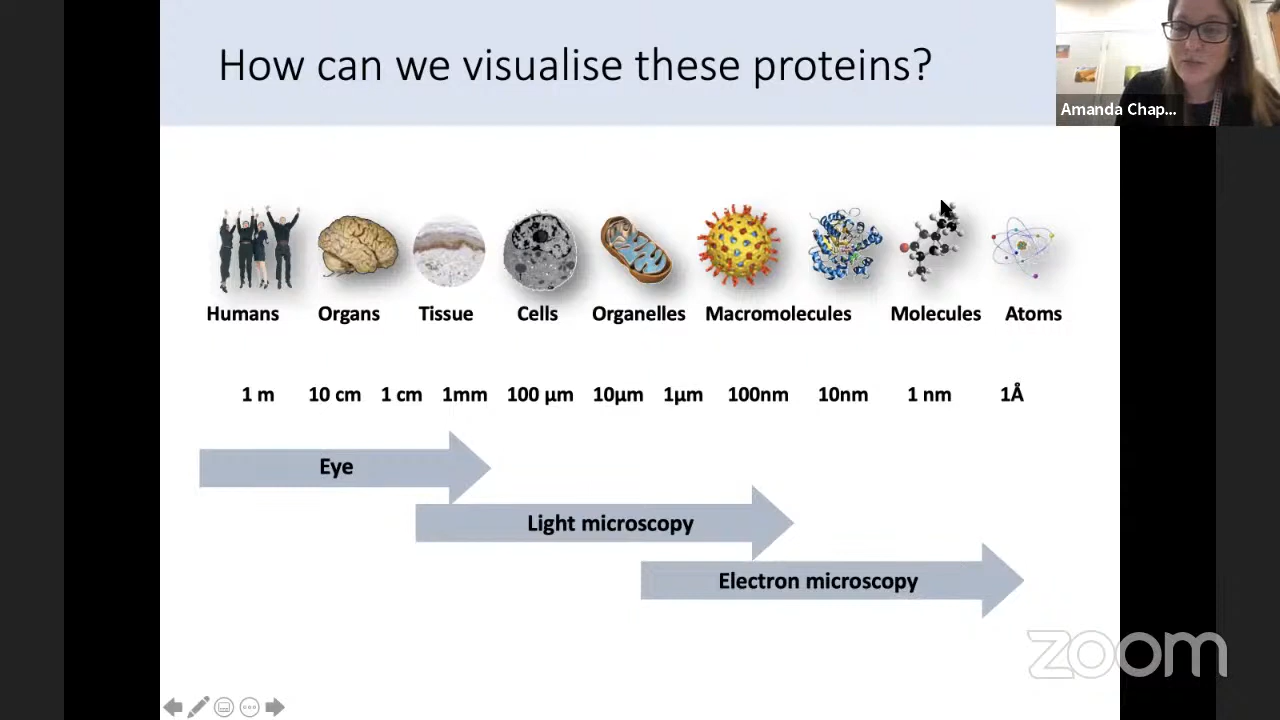 How can we visualise these proteins?
Amanda Chap...
Humans Organs Tissue Cells Organelles Macromolecules Molecules Atoms
1 m 10 cm 1 cm 1mm 100 µm 10µm 1µm 100nm 10nm 1 nm 1Å
Eye
Light microscopy
Electron microscopy
zoom